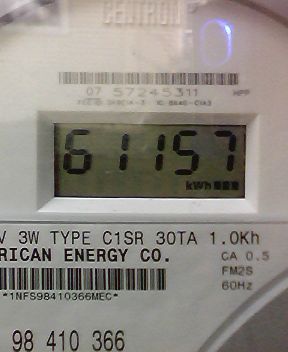 CENTRON
07 57245311
61157
kWh
V 3W TYPE C1SR 30TA 1.0Kh
RICAN ENERGY CO. CA 0.5
FM2S
*1NFS98410366MEC* 60Hz
98 410 366